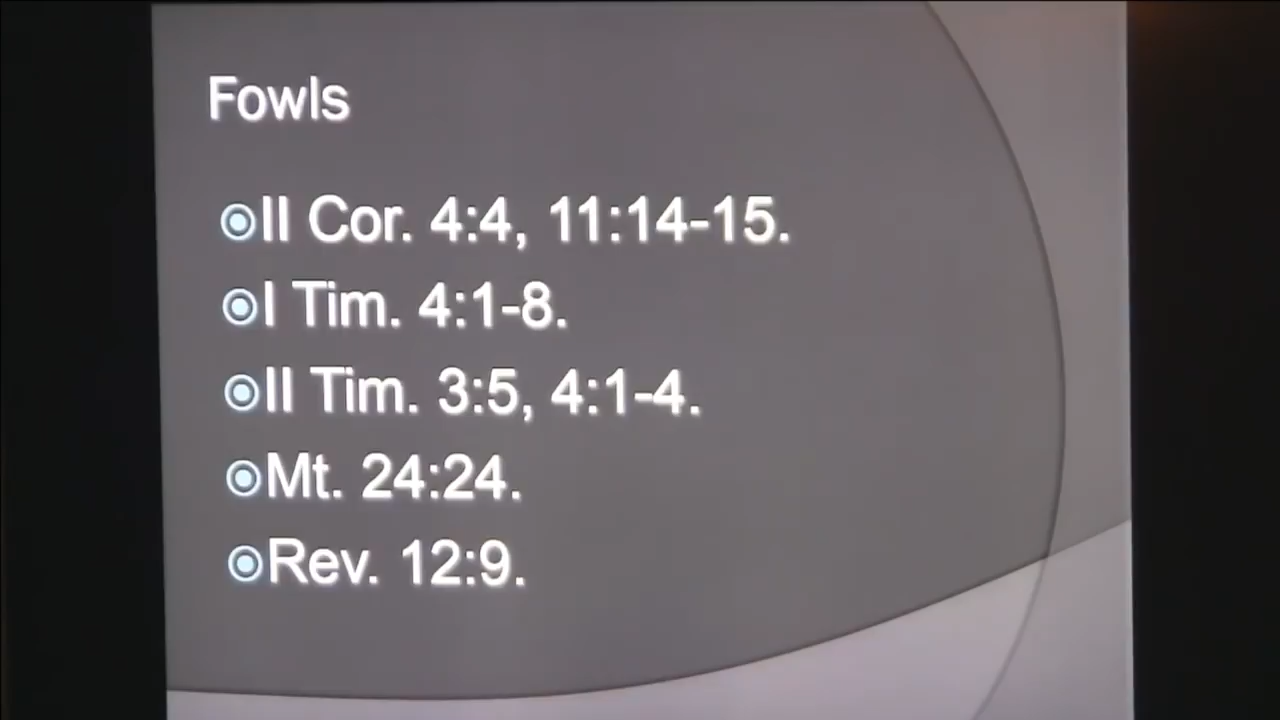 Fowls
II Cor. 4:4, 11:14-15.
I Tim. 4:1-8.
II Tim. 3:5, 4:1-4.
Mt. 24:24.
Rev. 12:9.